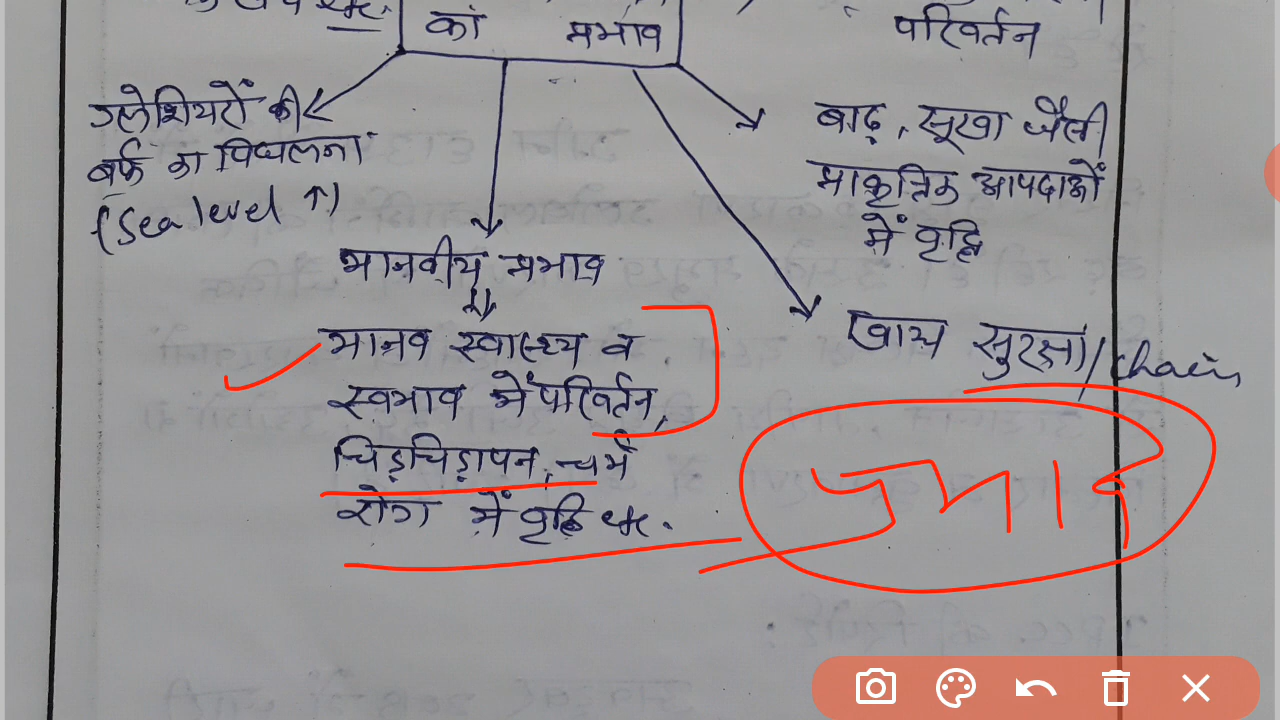 etc.
का प्रभाव
परिवर्तन
ग्लेशियरों की
बर्फ का पिघलना
(Sea level ↑)
बाढ़, सूखा जैसी
प्राकृतिक आपदाओं
में वृद्धि
मानवीय प्रभाव
मानव स्वास्थ्य व
स्वभाव में परिवर्तन,
चिड़चिड़ापन, चर्म
रोग में वृद्धि etc.
खाद्य सुरक्षा/chain